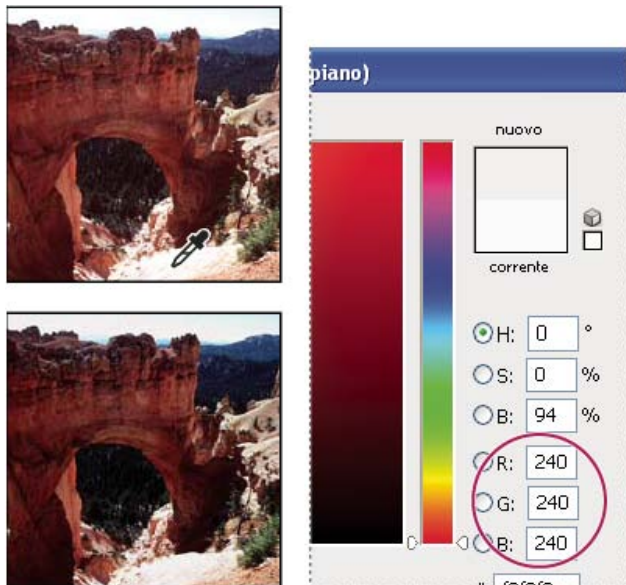 piano)
nuovo
corrente
H: 0 °
S: 0 %
B: 94 %
R: 240
G: 240
B: 240
#